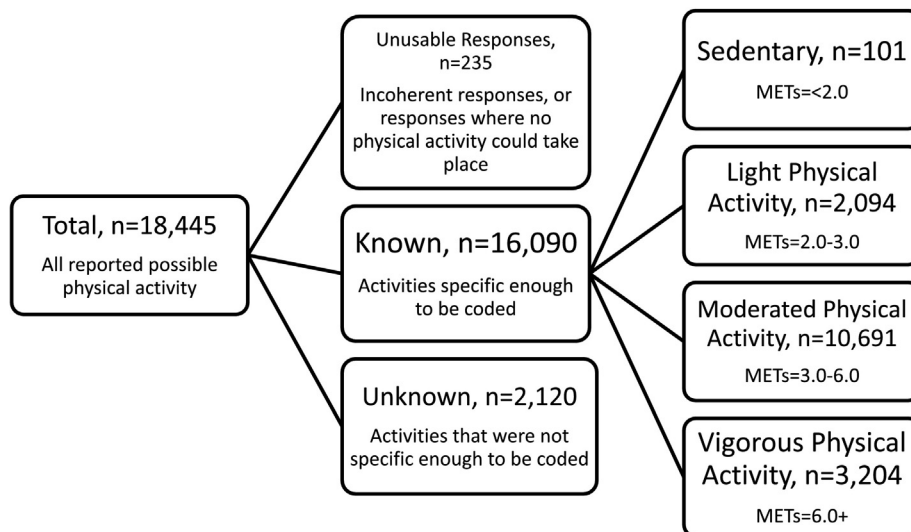 Total, n=18,445
All reported possible
physical activity
Unusable Responses,
n=235
Incoherent responses, or
responses where no
physical activity could take
place
Known, n=16,090
Activities specific enough
to be coded
Unknown, n=2,120
Activities that were not
specific enough to be coded
Sedentary, n=101
METs=<2.0
Light Physical
Activity, n=2,094
METs=2.0-3.0
Moderated Physical
Activity, n=10,691
METs=3.0-6.0
Vigorous Physical
Activity, n=3,204
METs=6.0+